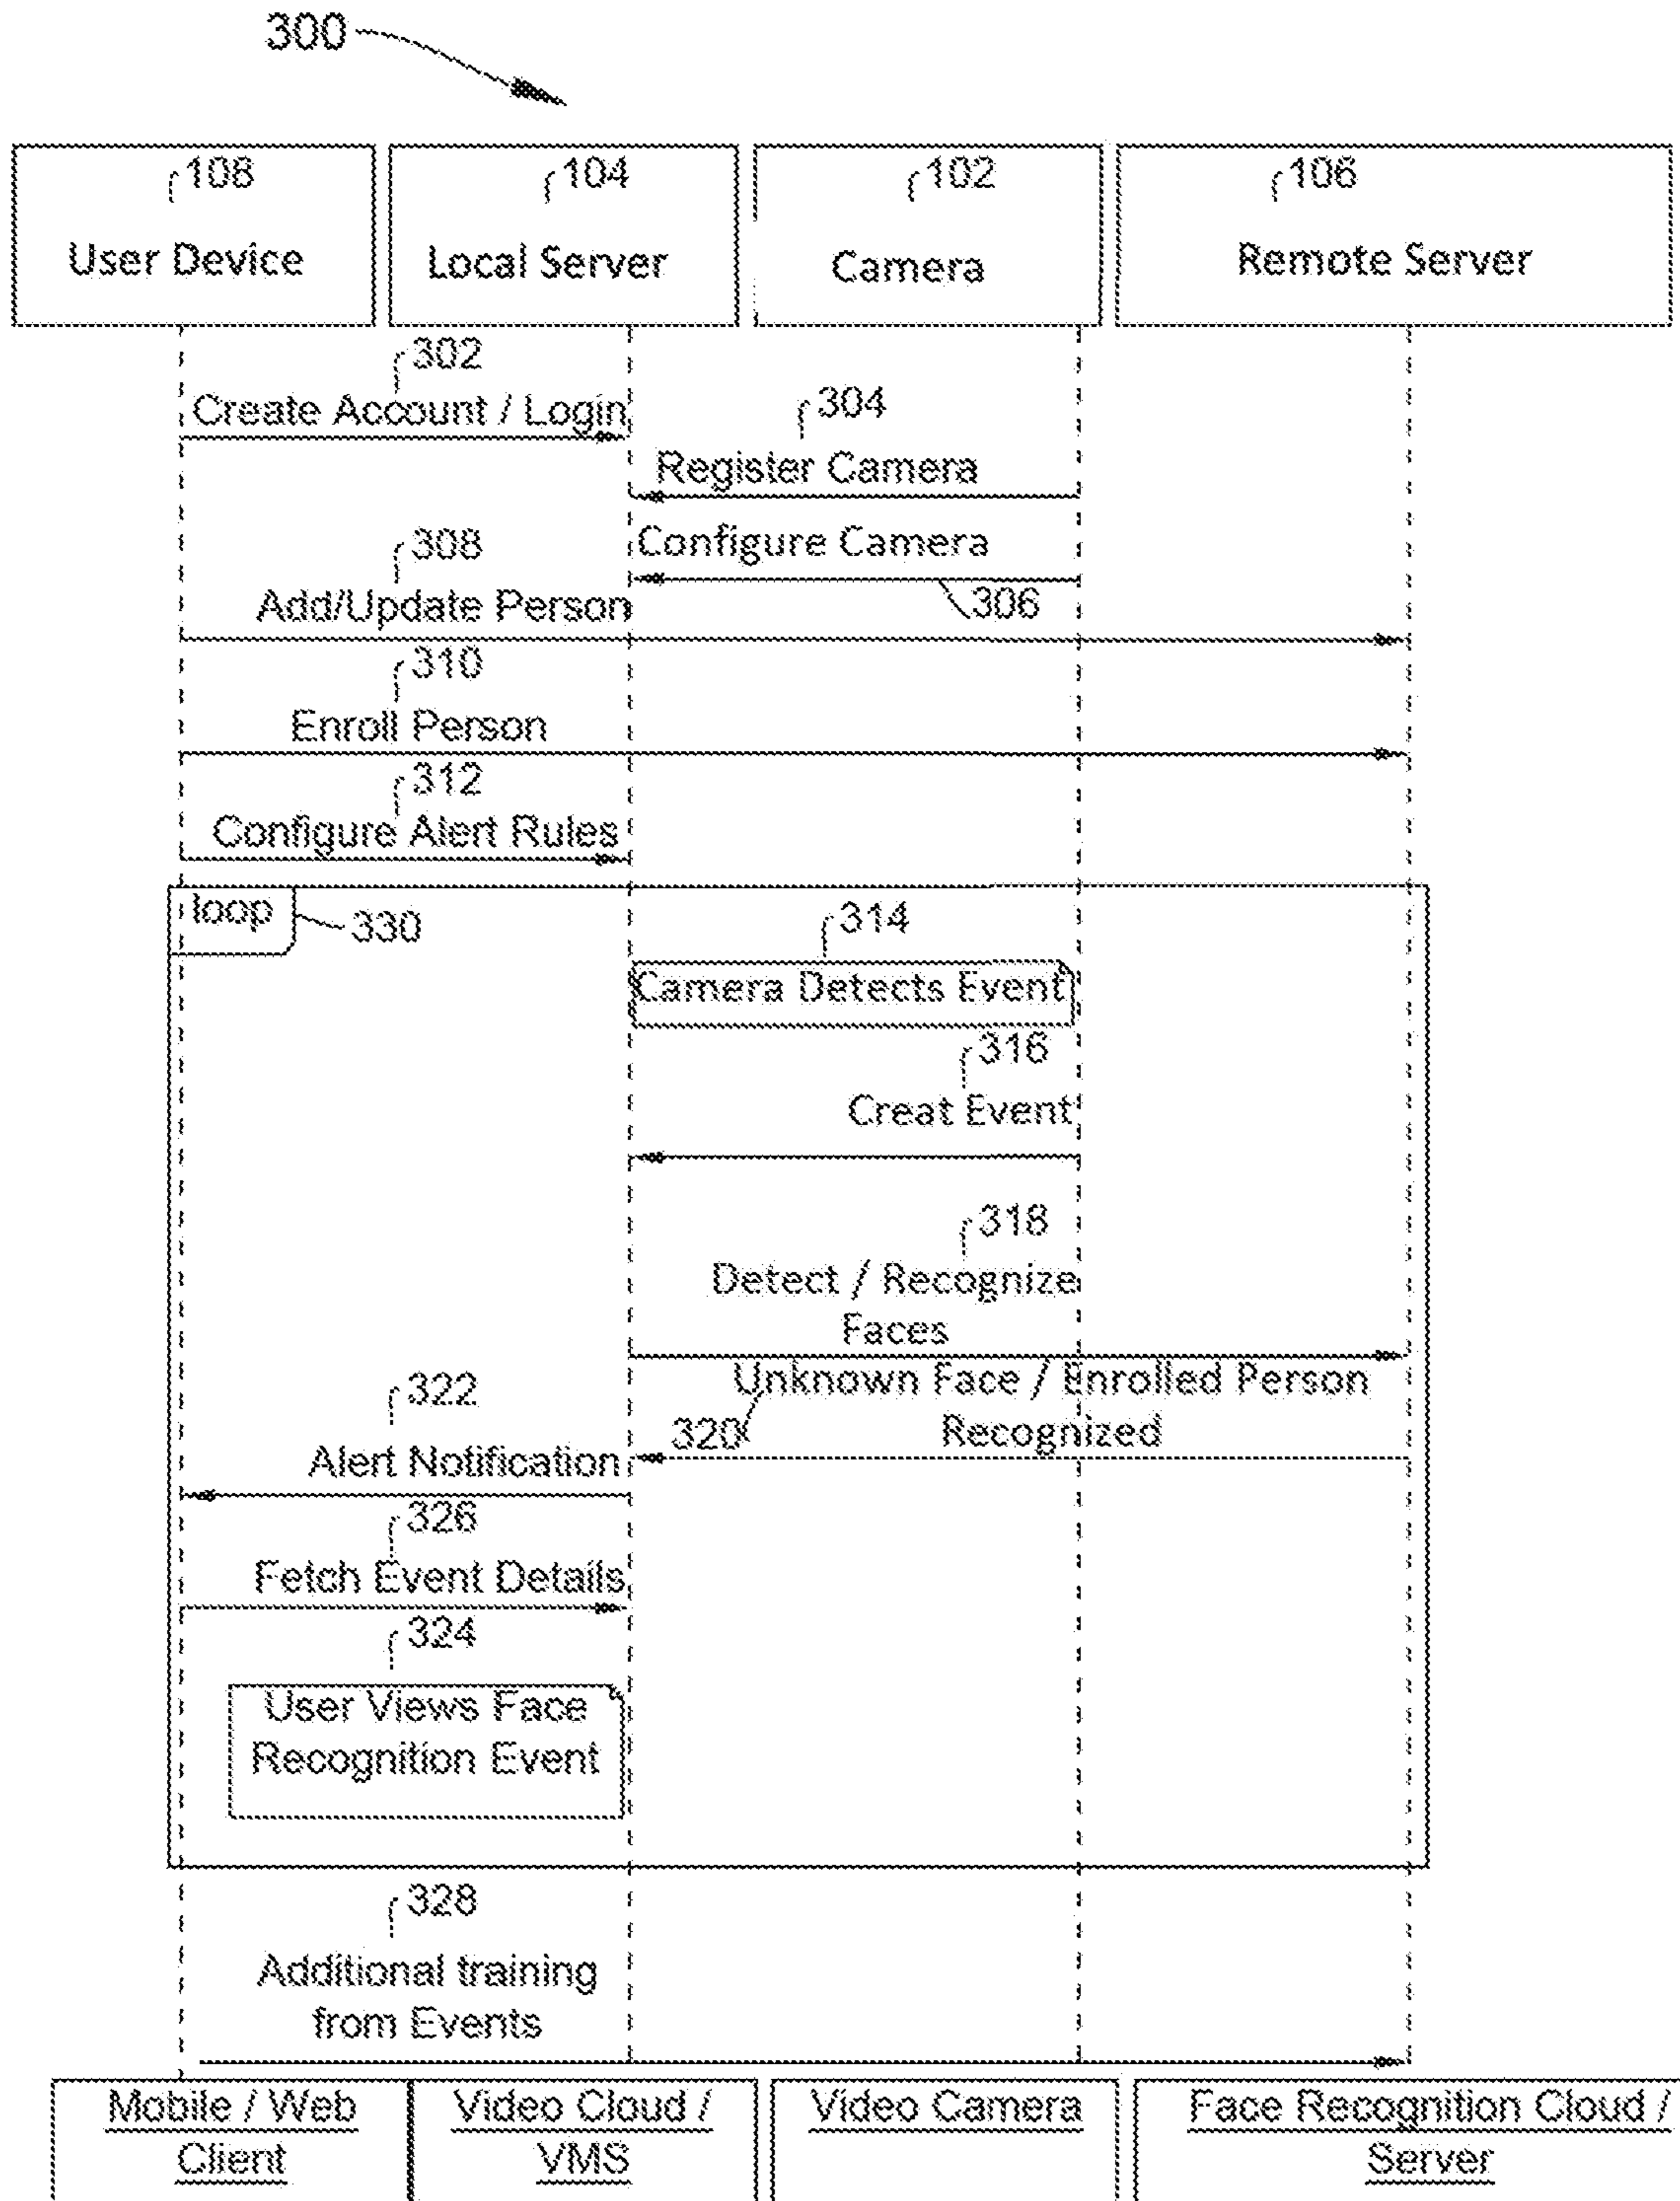 300
108
104
102
106
User Device
Local Server
Camera
Remote Server
302
Create Account / Login
304
Register Camera
Configure Camera
306
308
Add/Update Person
310
Enroll Person
312
Configure Alert Rules
loop
330
314
Camera Detects Event
316
Creat Event
318
Detect / Recognize
Faces
Unknown Face / Enrolled Person
Recognized
320
322
Alert Notification
326
Fetch Event Details
324
User Views Face
Recognition Event
328
Additional training
from Events
Mobile / Web
Client
Video Cloud /
VMS
Video Camera
Face Recognition Cloud /
Server